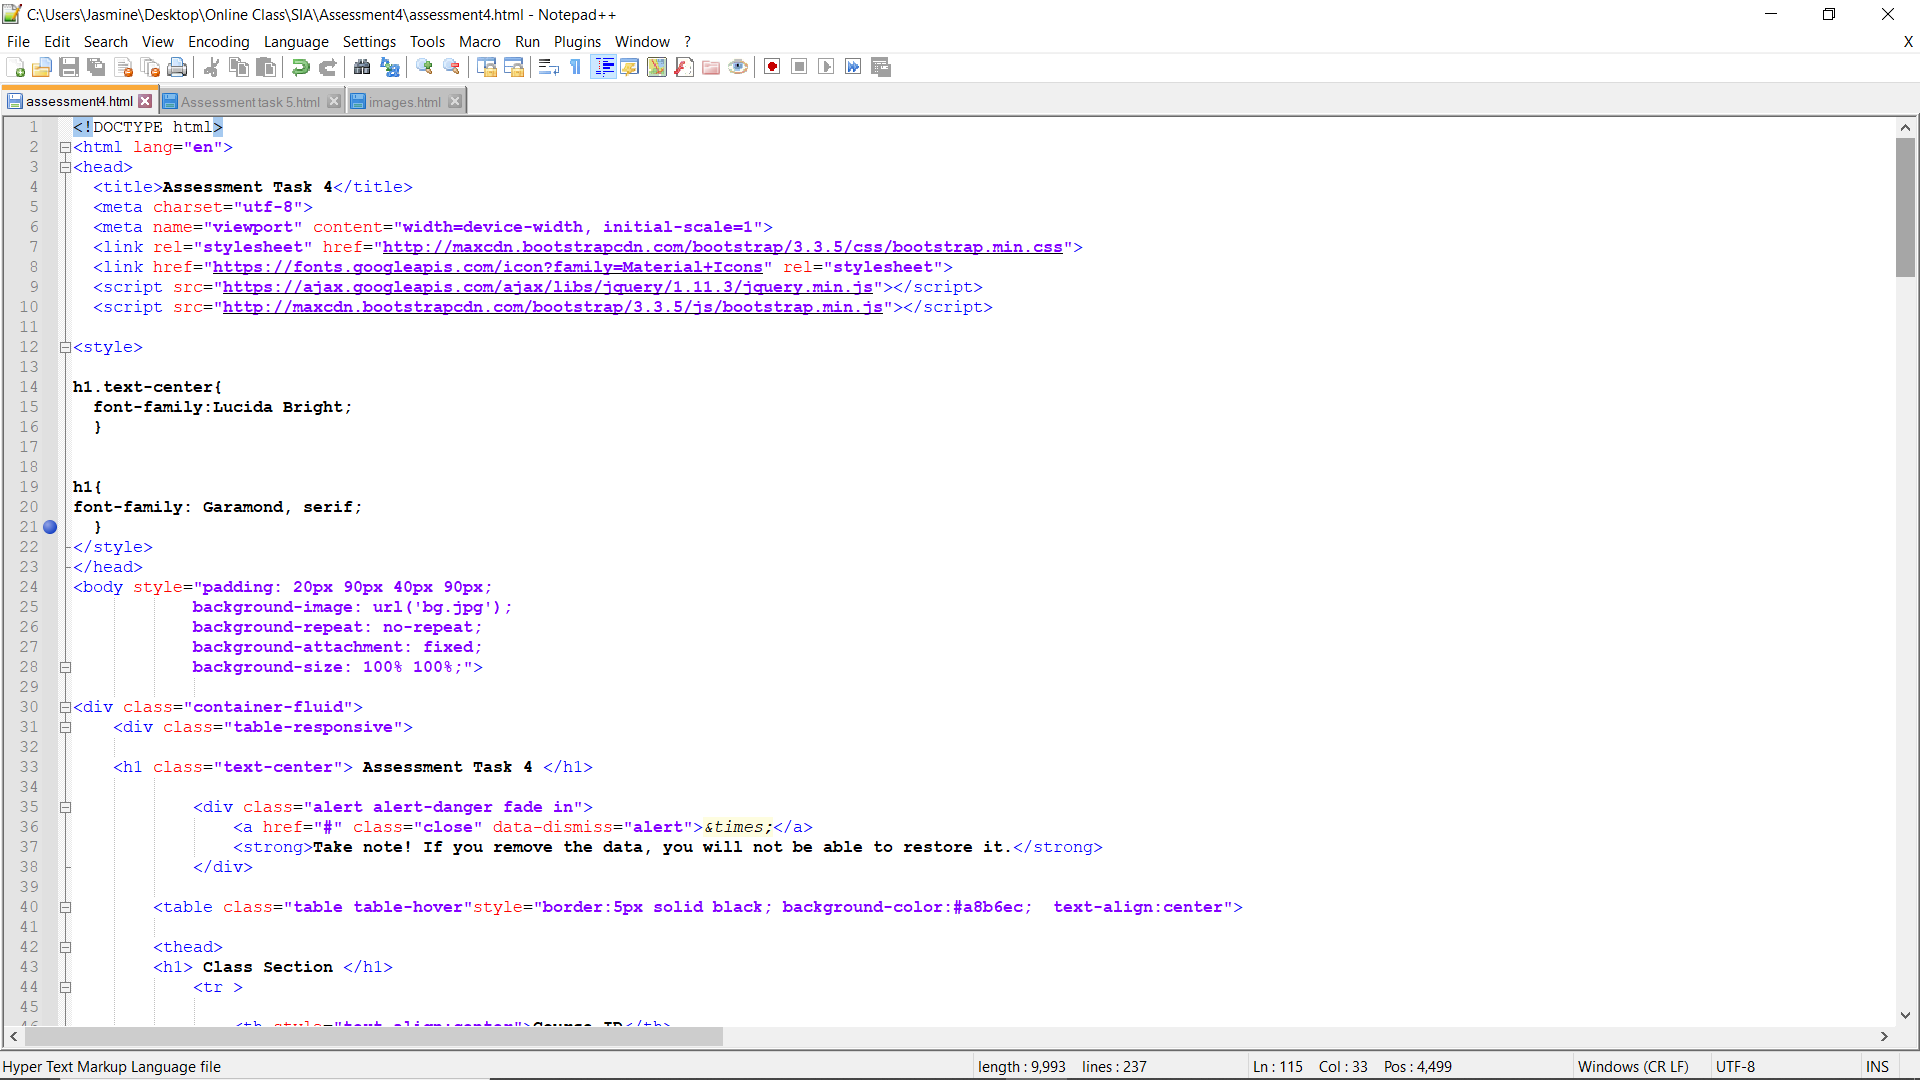 C:\Users\Jasmine\Desktop\Online Class\SIA\Assessment4\assessment4.html - Notepad++
File Edit Search View Encoding Language Settings Tools Macro Run Plugins Window ? X
assessment4.html Assessment task 5.html images.html
1 <!DOCTYPE html>
2 <html lang="en">
3 <head>
4 <title>Assessment Task 4</title>
5 <meta charset="utf-8">
6 <meta name="viewport" content="width=device-width, initial-scale=1">
7 <link rel="stylesheet" href="http://maxcdn.bootstrapcdn.com/bootstrap/3.3.5/css/bootstrap.min.css">
8 <link href="https://fonts.googleapis.com/icon?family=Material+Icons" rel="stylesheet">
9 <script src="https://ajax.googleapis.com/ajax/libs/jquery/1.11.3/jquery.min.js"></script>
10 <script src="http://maxcdn.bootstrapcdn.com/bootstrap/3.3.5/js/bootstrap.min.js"></script>
11
12 <style>
13
14 h1.text-center{
15 font-family:Lucida Bright;
16 }
17
18
19 h1{
20 font-family: Garamond, serif;
21 }
22 </style>
23 </head>
24 <body style="padding: 20px 90px 40px 90px;
25 background-image: url('bg.jpg');
26 background-repeat: no-repeat;
27 background-attachment: fixed;
28 background-size: 100% 100%;">
29
30 <div class="container-fluid">
31 <div class="table-responsive">
32
33 <h1 class="text-center"> Assessment Task 4 </h1>
34
35 <div class="alert alert-danger fade in">
36 <a href="#" class="close" data-dismiss="alert">&times;</a>
37 <strong>Take note! If you remove the data, you will not be able to restore it.</strong>
38 </div>
39
40 <table class="table table-hover"style="border:5px solid black; background-color:#a8b6ec;  text-align:center">
41
42 <thead>
43 <h1> Class Section </h1>
44 <tr >
45
46 <th style="text-align:center">Course ID</th>
Hyper Text Markup Language file length : 9,993 lines : 237 Ln : 115 Col : 33 Pos : 4,499 Windows (CR LF) UTF-8 INS